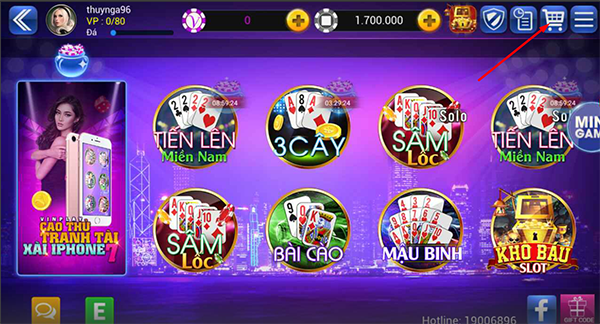 thuynga96
VP : 0/80
Đá
0
1.700.000
08:59:24
TIẾN LÊN
Miền Nam
03:29:24
3CÂY
Solo
SÂM
LỐC
08:59:24
So
TIẾN LÊN
Miền Nam
MINI
GAM
VINPLAY
CAO THỦ
TRANH TÀI
XÀI IPHONE 7
SÂM
LỐC
BÀI CÀO
MẬU BINH
KHO BÁU
SLOT
E
Hotline: 19006896
f
GIFT CODE